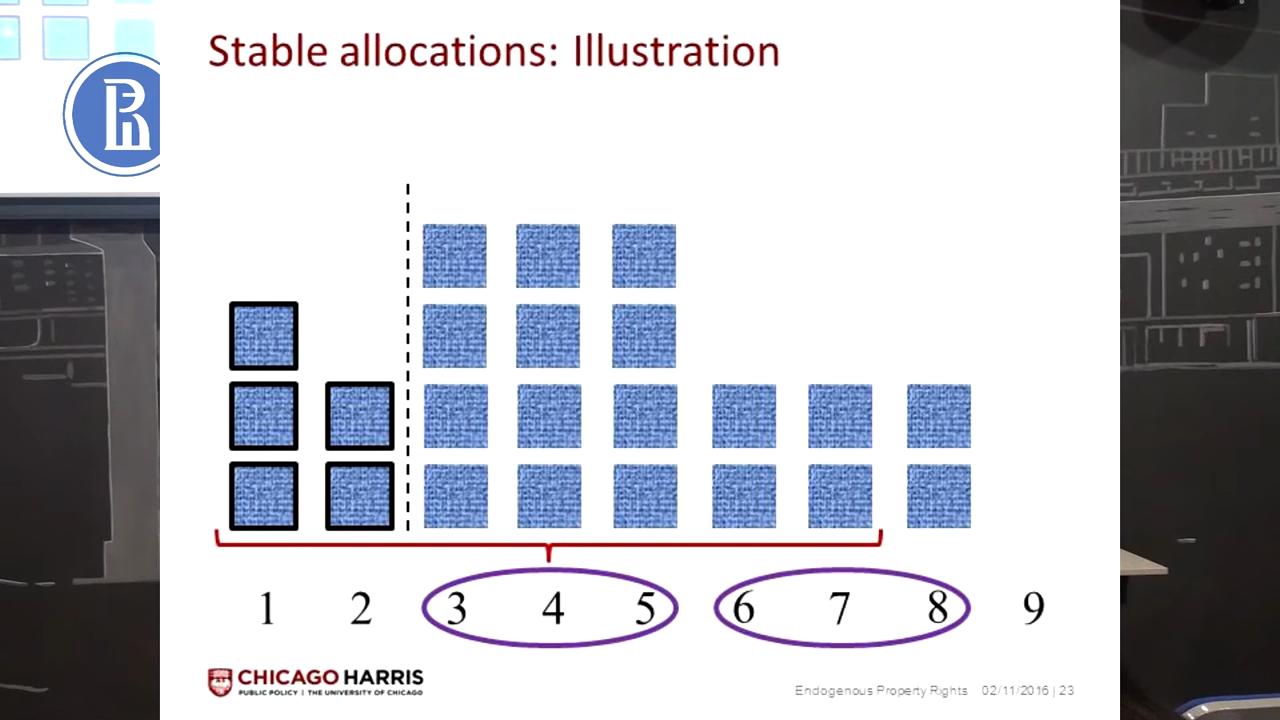 Stable allocations: Illustration
1 2 3 4 5 6 7 8 9
CHICAGO HARRIS
PUBLIC POLICY | THE UNIVERSITY OF CHICAGO
Endogenous Property Rights 02/11/2016 | 23